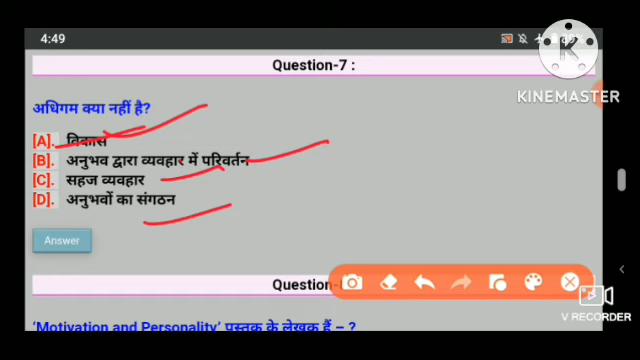 4:49
Question-7 :
KINEMASTER
अधिगम क्या नहीं है?
[A]. विकास
[B]. अनुभव द्वारा व्यवहार में परिवर्तन
[C]. सहज व्यवहार
[D]. अनुभवों का संगठन
Answer
Question-
V RECORDER
‘Motivation and Personality’ पुस्तक के लेखक हैं – ?